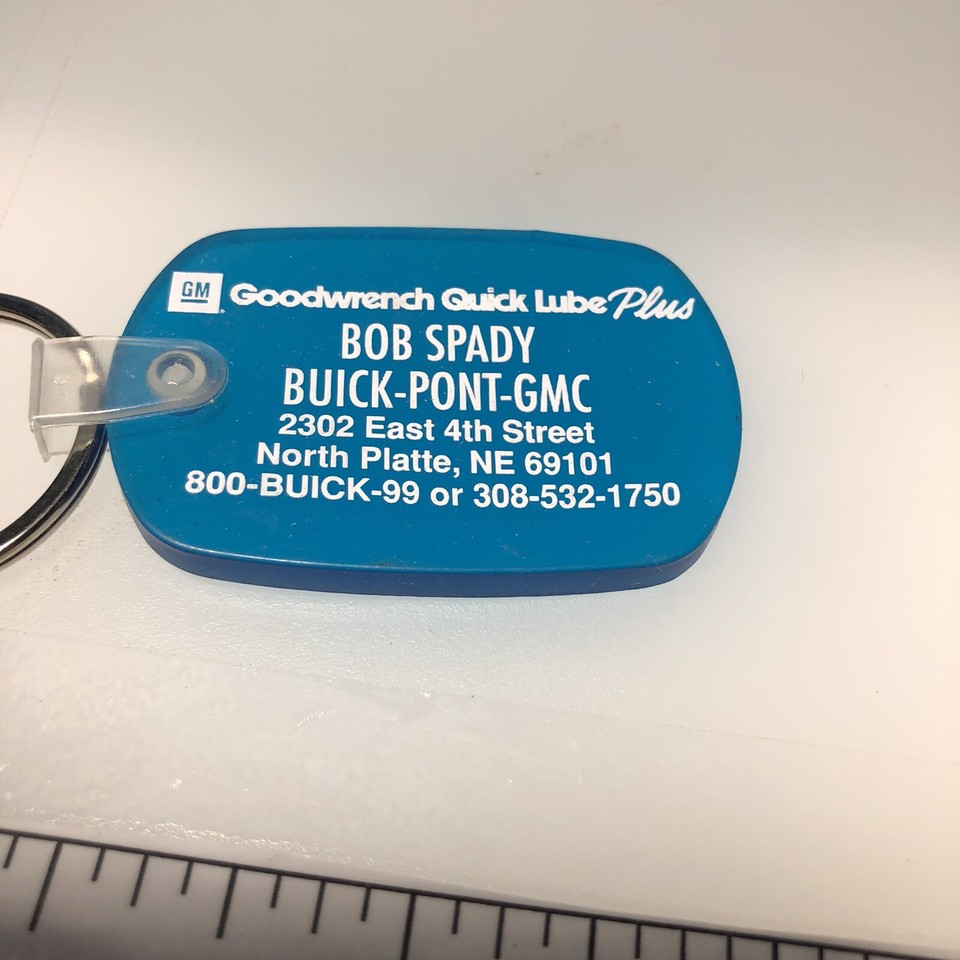 GM Goodwrench Quick Lube Plus
BOB SPADY
BUICK-PONT-GMC
2302 East 4th Street
North Platte, NE 69101
800-BUICK-99 or 308-532-1750